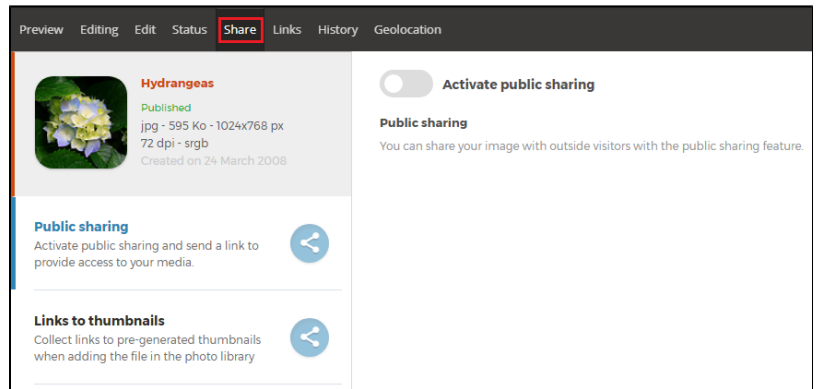 Preview Editing Edit Status Share Links History Geolocation
Hydrangeas
Published
jpg - 595 Ko - 1024x768 px
72 dpi - srgb
Created on 24 March 2008
Public sharing
Activate public sharing and send a link to
provide access to your media.
Links to thumbnails
Collect links to pre-generated thumbnails
when adding the file in the photo library
Activate public sharing
Public sharing
You can share your image with outside visitors with the public sharing feature.